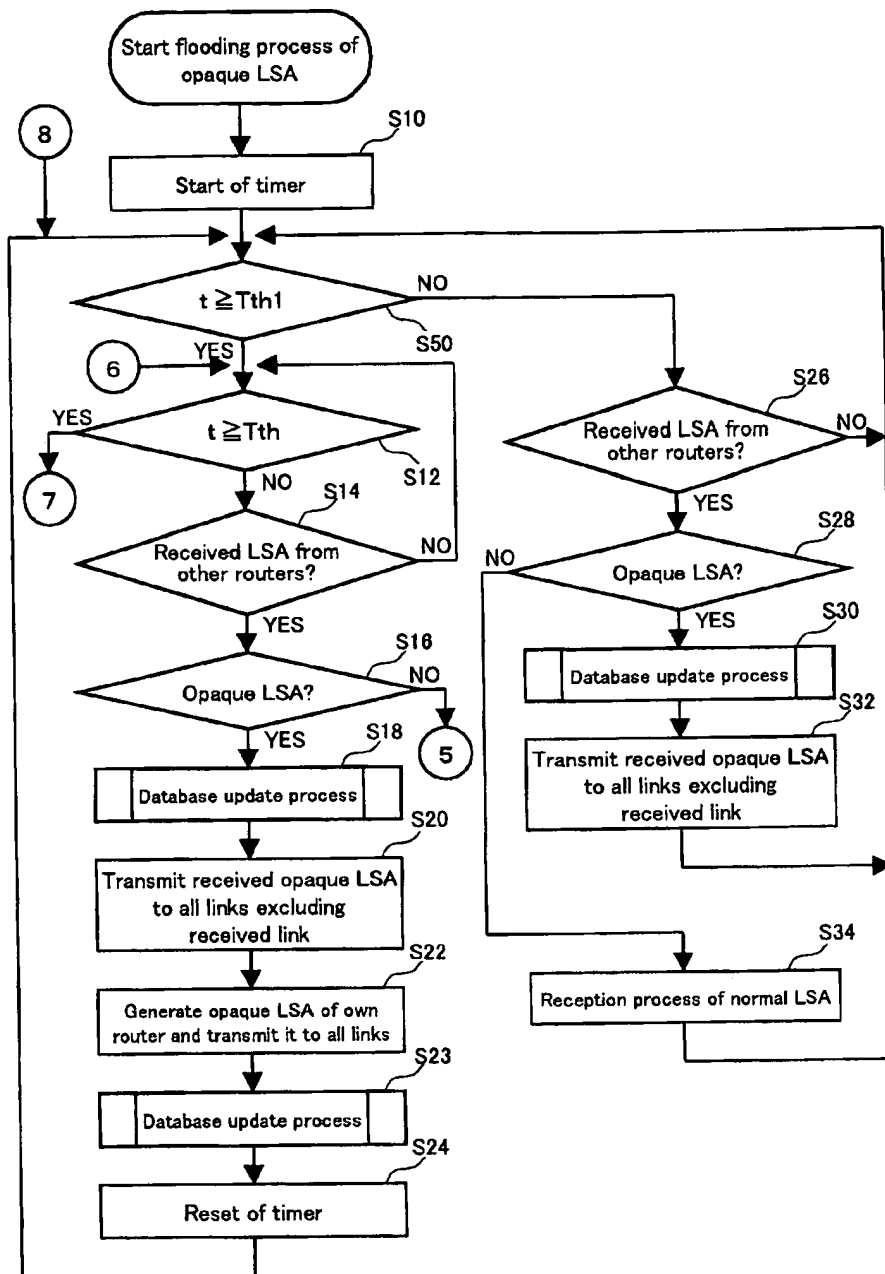 Start flooding process of
opaque LSA
8
S10
Start of timer
t ≧Tth1
NO
S50
YES
6
t ≧Tth
YES
S12
7
NO
S14
Received LSA from
other routers?
NO
YES
S16
Opaque LSA?
NO
5
YES
S18
Database update process
S20
Transmit received opaque LSA
to all links excluding
received link
S22
Generate opaque LSA of own
router and transmit it to all links
S23
Database update process
S24
Reset of timer
S26
Received LSA from
other routers?
NO
YES
S28
Opaque LSA?
NO
YES
S30
Database update process
S32
Transmit received opaque LSA
to all links excluding
received link
S34
Reception process of normal LSA